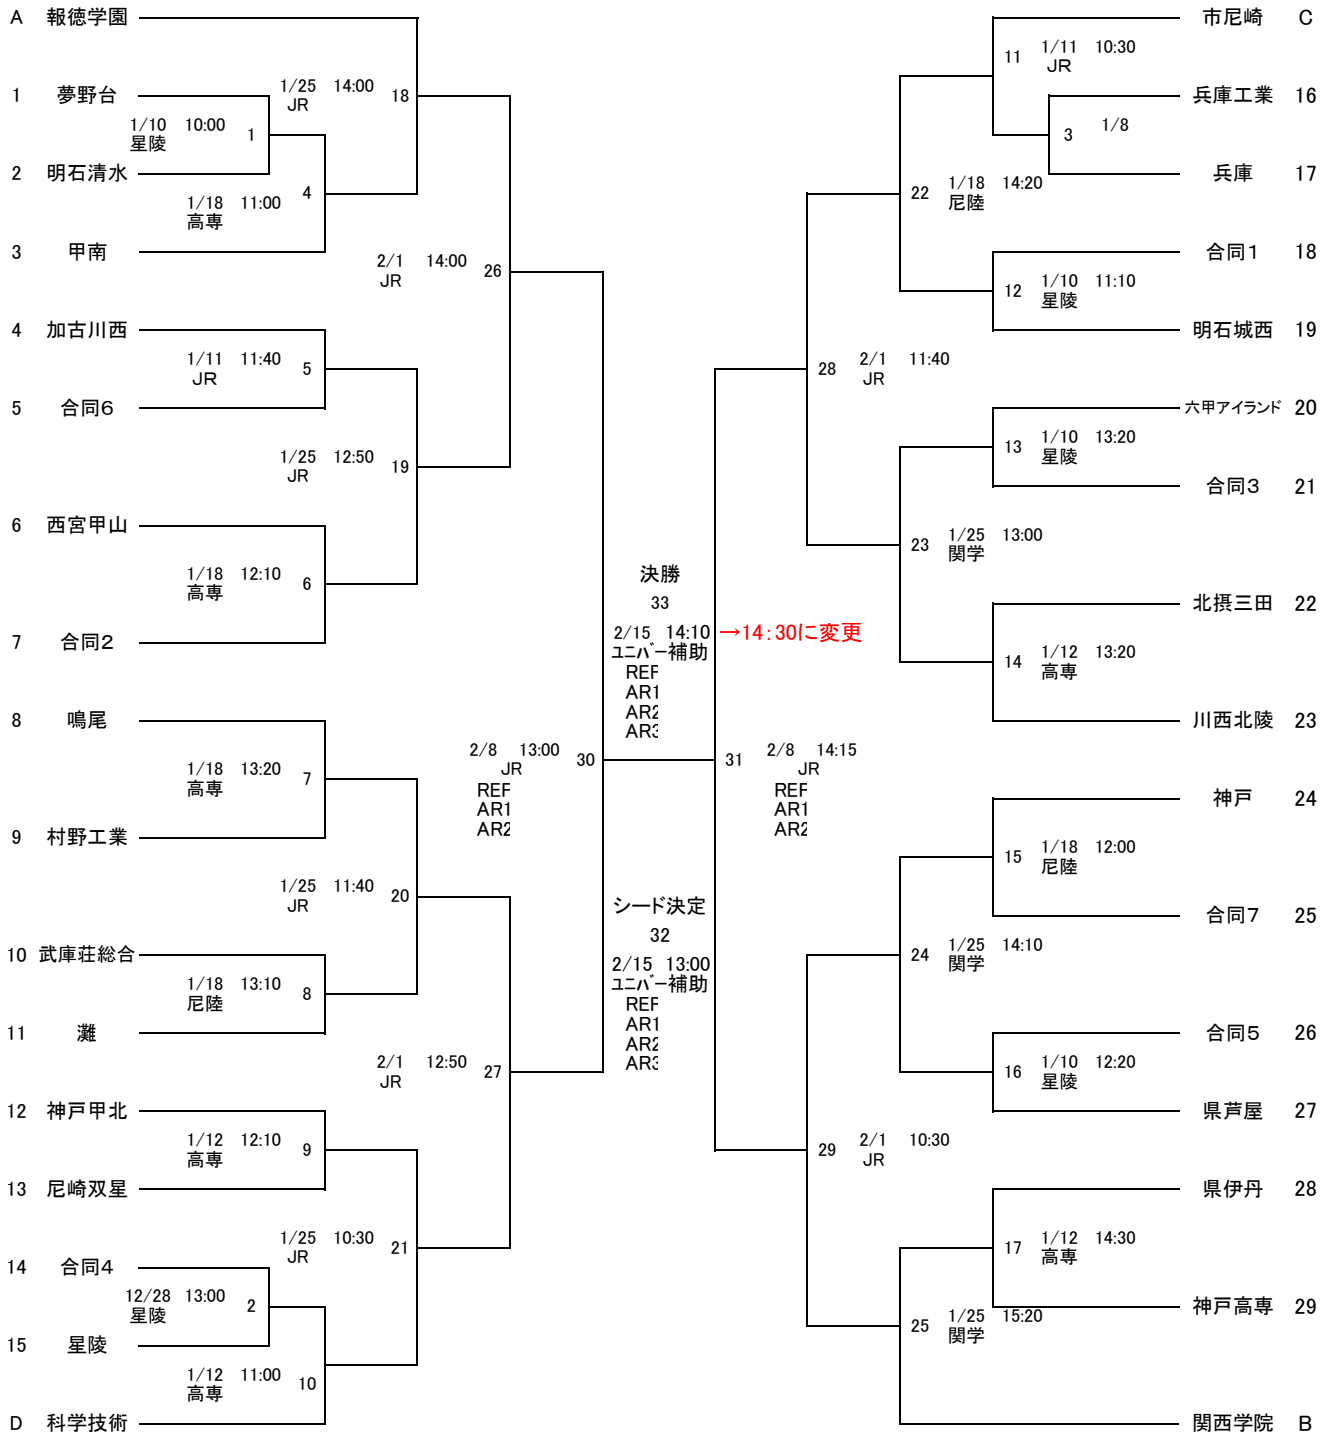 A 報徳学園
1/25 14:00
JR
18
1 夢野台
1/10 10:00
星陵
1
2 明石清水
1/18 11:00
高専
4
3 甲南
2/1 14:00
JR
26
4 加古川西
1/11 11:40
JR
5
5 合同6
1/25 12:50
JR
19
6 西宮甲山
1/18 12:10
高専
6
7 合同2
8 鳴尾
1/18 13:20
高専
7
9 村野工業
1/25 11:40
JR
20
10 武庫荘総合
1/18 13:10
尼陸
8
11 灘
2/1 12:50
JR
27
12 神戸甲北
1/12 12:10
高専
9
13 尼崎双星
1/25 10:30
JR
21
14 合同4
12/28 13:00
星陵
2
15 星陵
1/12 11:00
高専
10
D 科学技術
2/8 13:00
JR
30
REF
AR1
AR2
決勝
33
2/15 14:10 →14:30に変更
ユニバー補助
REF
AR1
AR2
AR3
シード決定
32
2/15 13:00
ユニバー補助
REF
AR1
AR2
AR3
31
2/8 14:15
JR
REF
AR1
AR2
市尼崎 C
11
1/11 10:30
JR
兵庫工業 16
3
1/8
兵庫 17
22
1/18 14:20
尼陸
合同1 18
12
1/10 11:10
星陵
明石城西 19
28
2/1 11:40
JR
六甲アイランド 20
13
1/10 13:20
星陵
合同3 21
23
1/25 13:00
関学
北摂三田 22
14
1/12 13:20
高専
川西北陵 23
神戸 24
15
1/18 12:00
尼陸
合同7 25
24
1/25 14:10
関学
合同5 26
16
1/10 12:20
星陵
県芦屋 27
29
2/1 10:30
JR
県伊丹 28
17
1/12 14:30
高専
神戸高専 29
25
1/25 15:20
関学
関西学院 B